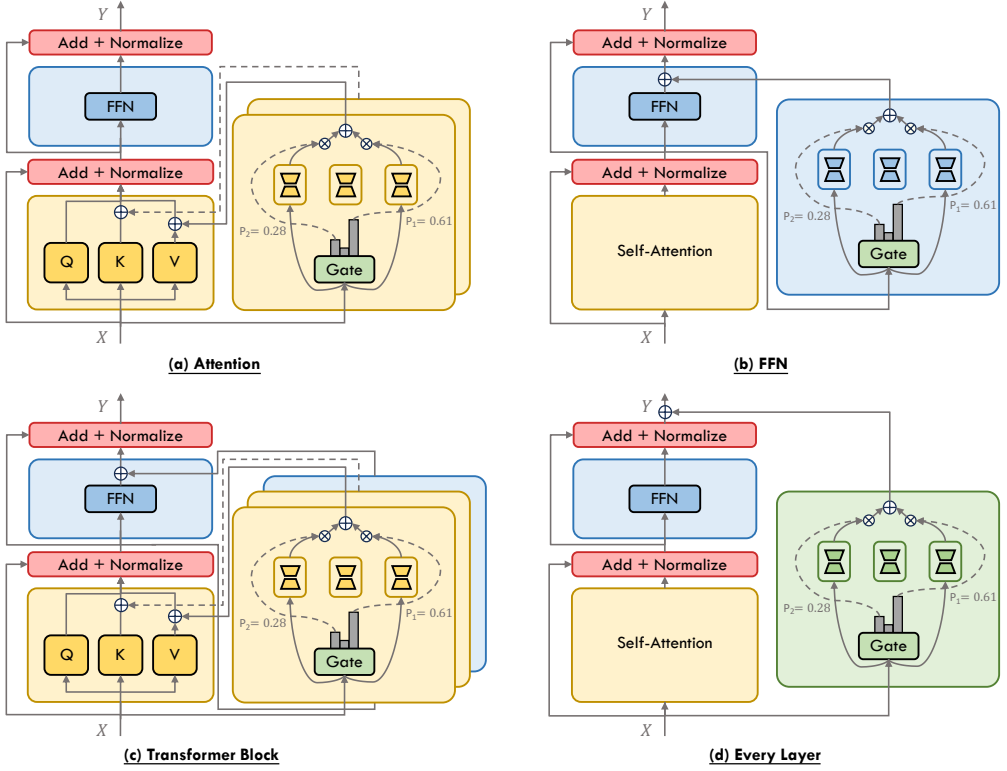 Y
Add + Normalize
FFN
Add + Normalize
Q K V
P₂= 0.28
P₁= 0.61
Gate
X
(a) Attention
Y
Add + Normalize
FFN
Add + Normalize
Self-Attention
P₂= 0.28
P₁= 0.61
Gate
X
(b) FFN
Y
Add + Normalize
FFN
Add + Normalize
Q K V
P₂= 0.28
P₁= 0.61
Gate
X
(c) Transformer Block
Y
Add + Normalize
FFN
Add + Normalize
Self-Attention
P₂= 0.28
P₁= 0.61
Gate
X
(d) Every Layer